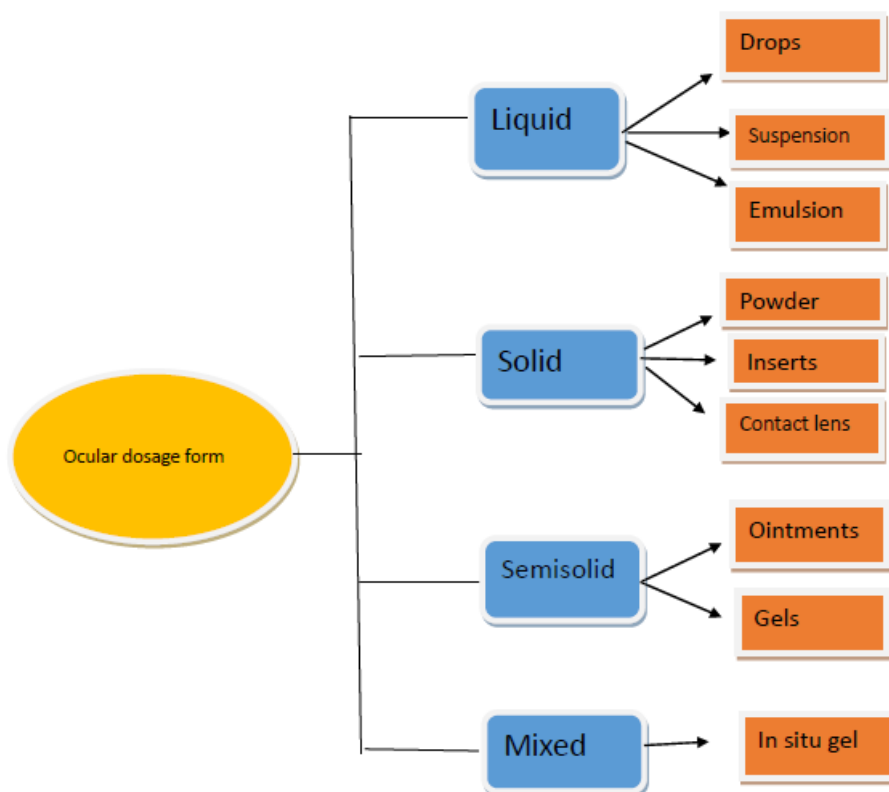 Ocular dosage form
Liquid
Drops
Suspension
Emulsion
Solid
Powder
Inserts
Contact lens
Semisolid
Ointments
Gels
Mixed
In situ gel